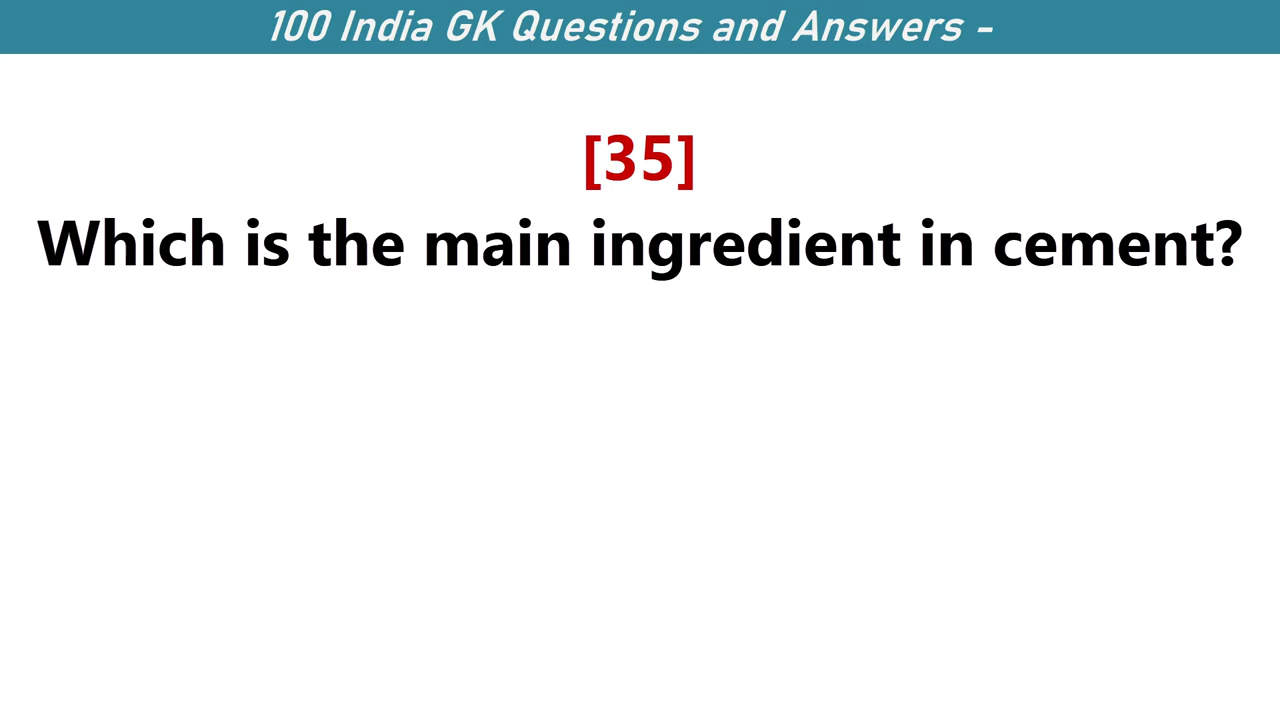 100 India GK Questions and Answers -
[35]
Which is the main ingredient in cement?